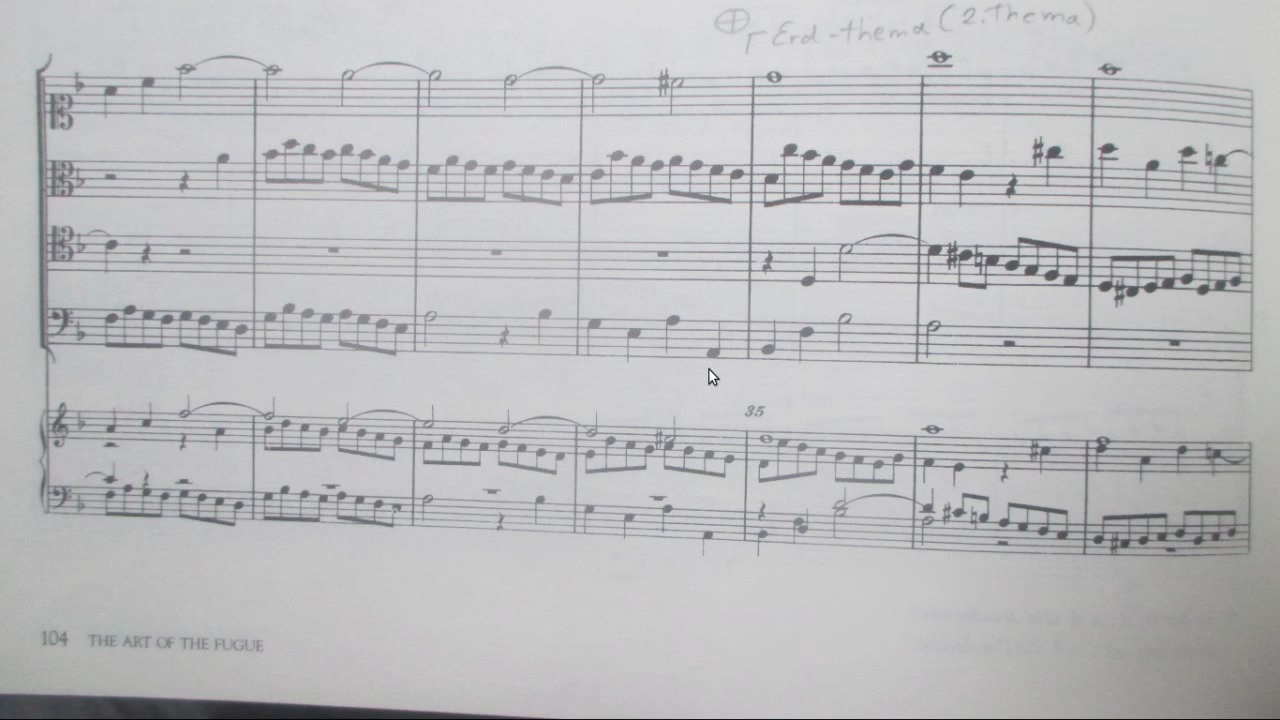 ⊕ Erd-thema (2. Thema)
35
104 THE ART OF THE FUGUE